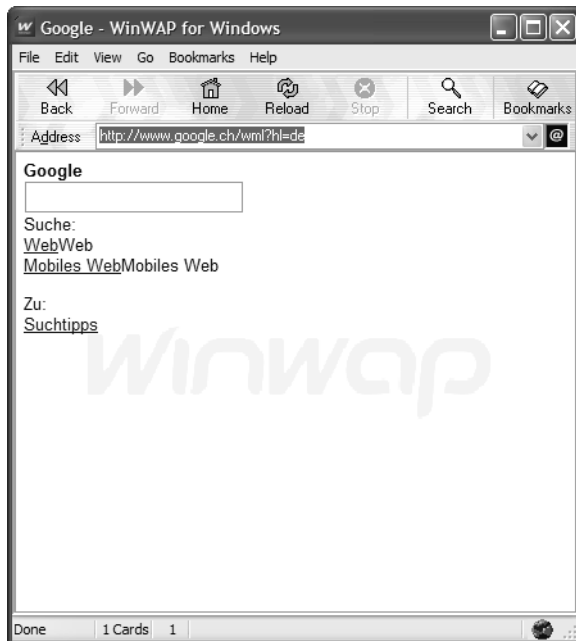 Google - WinWAP for Windows
File Edit View Go Bookmarks Help
Back Forward Home Reload Stop Search Bookmarks
Address http://www.google.ch/wml?hl=de @
Google
Suche:
WebWeb
Mobiles WebMobiles Web
Zu:
Suchtipps
Winwap
Done 1 Cards 1